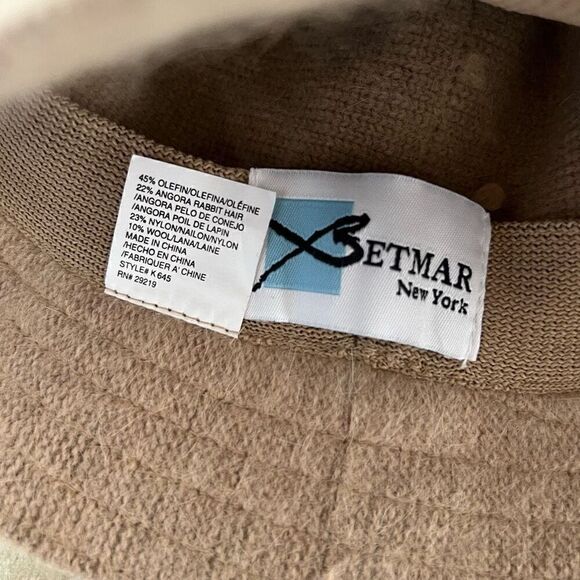 45% OLEFIN/OLEFINA/OLÉFINE
22% ANGORA RABBIT HAIR
/ANGORA PELO DE CONEJO
/ANGORA POIL DE LAPIN
23% NYLON/NAILON/NYLON
10% WOOL/LANA/LAINE
MADE IN CHINA
/HECHO EN CHINA
/FABRIQUER A' CHINE
STYLE# K 645
RN# 29219
BETMAR
New York